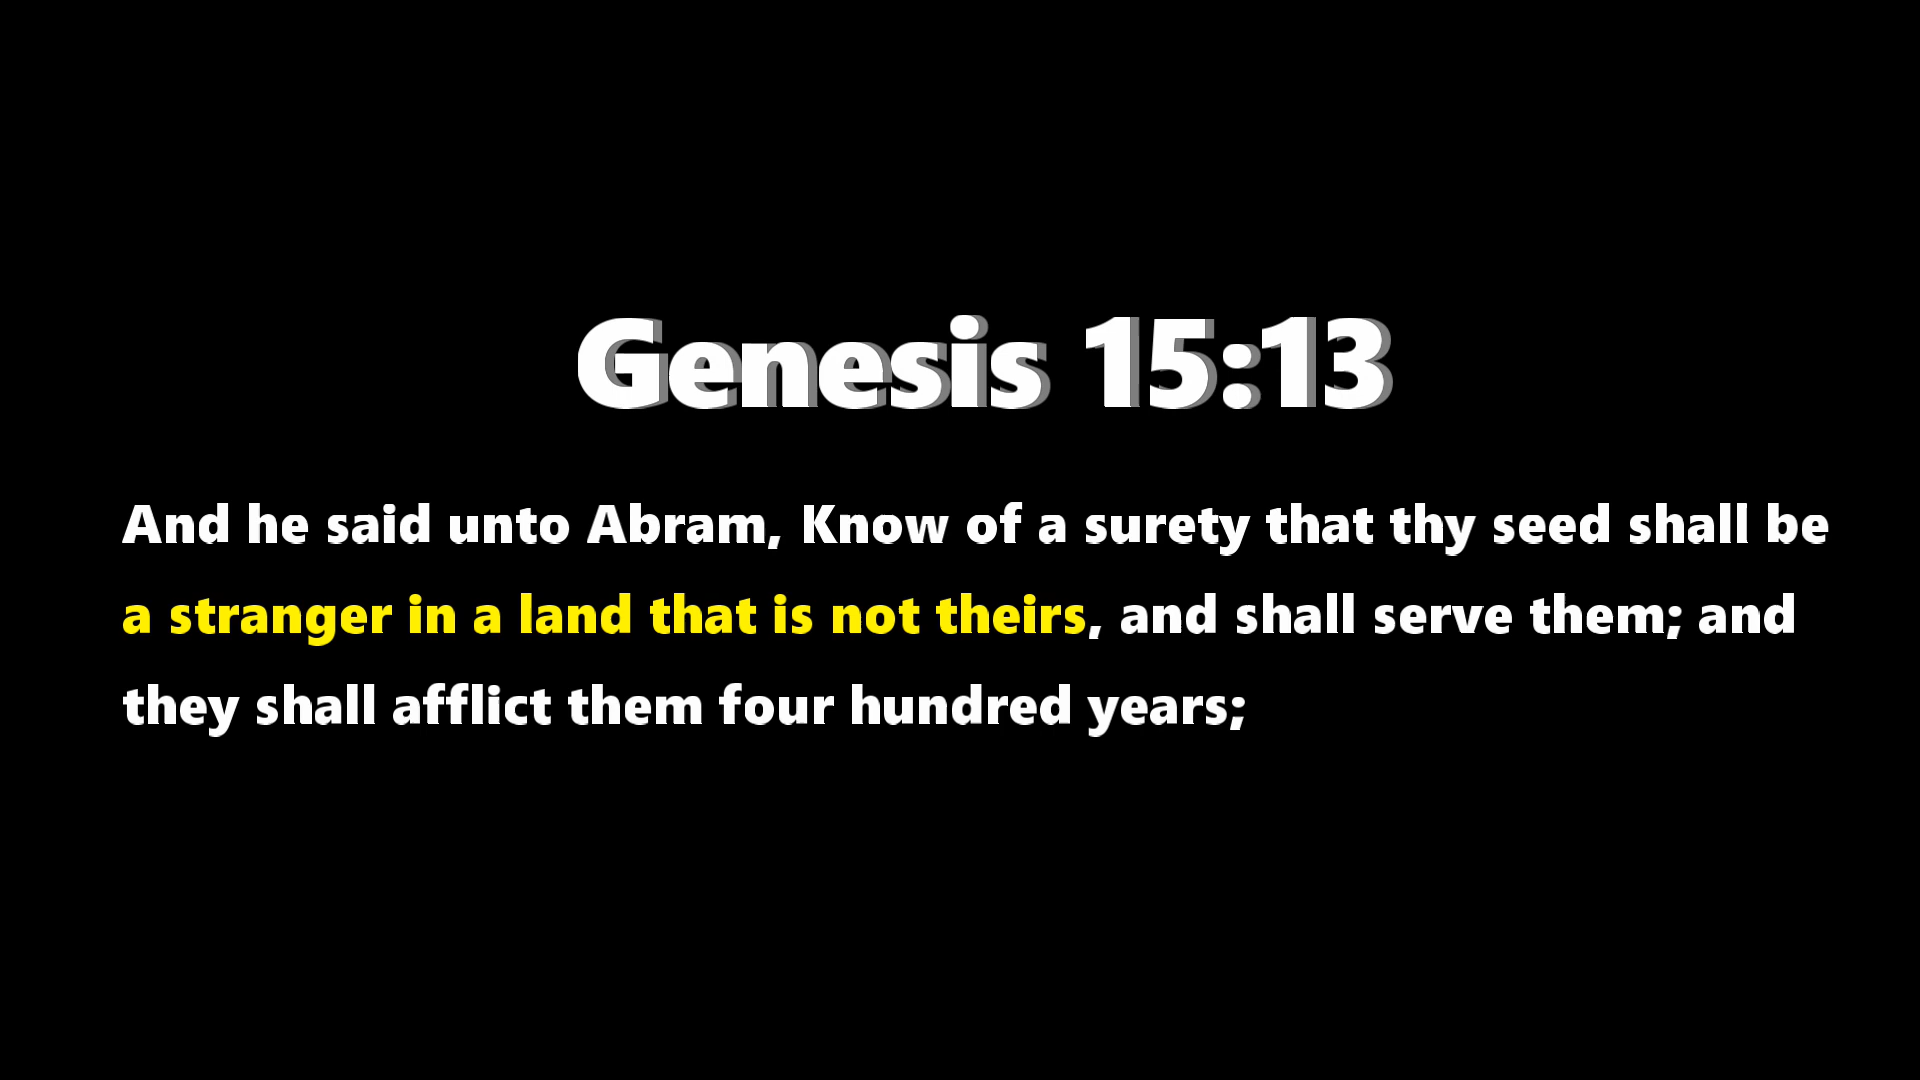 Genesis 15:13
And he said unto Abram, Know of a surety that thy seed shall be
a stranger in a land that is not theirs, and shall serve them; and
they shall afflict them four hundred years;